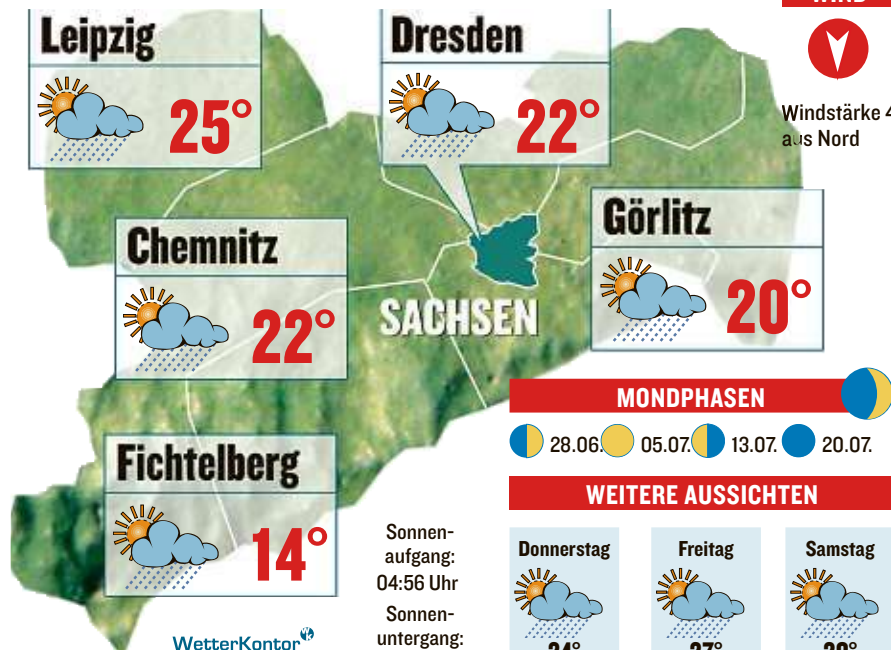 Leipzig
25°
Dresden
22°
Windstärke 4
aus Nord
Chemnitz
22°
Görlitz
20°
SACHSEN
MONDPHASEN
28.06. 05.07. 13.07. 20.07.
Fichtelberg
14°
WEITERE AUSSICHTEN
Sonnen-
aufgang:
04:56 Uhr
Sonnen-
untergang:
Donnerstag
Freitag
Samstag
WetterKontor